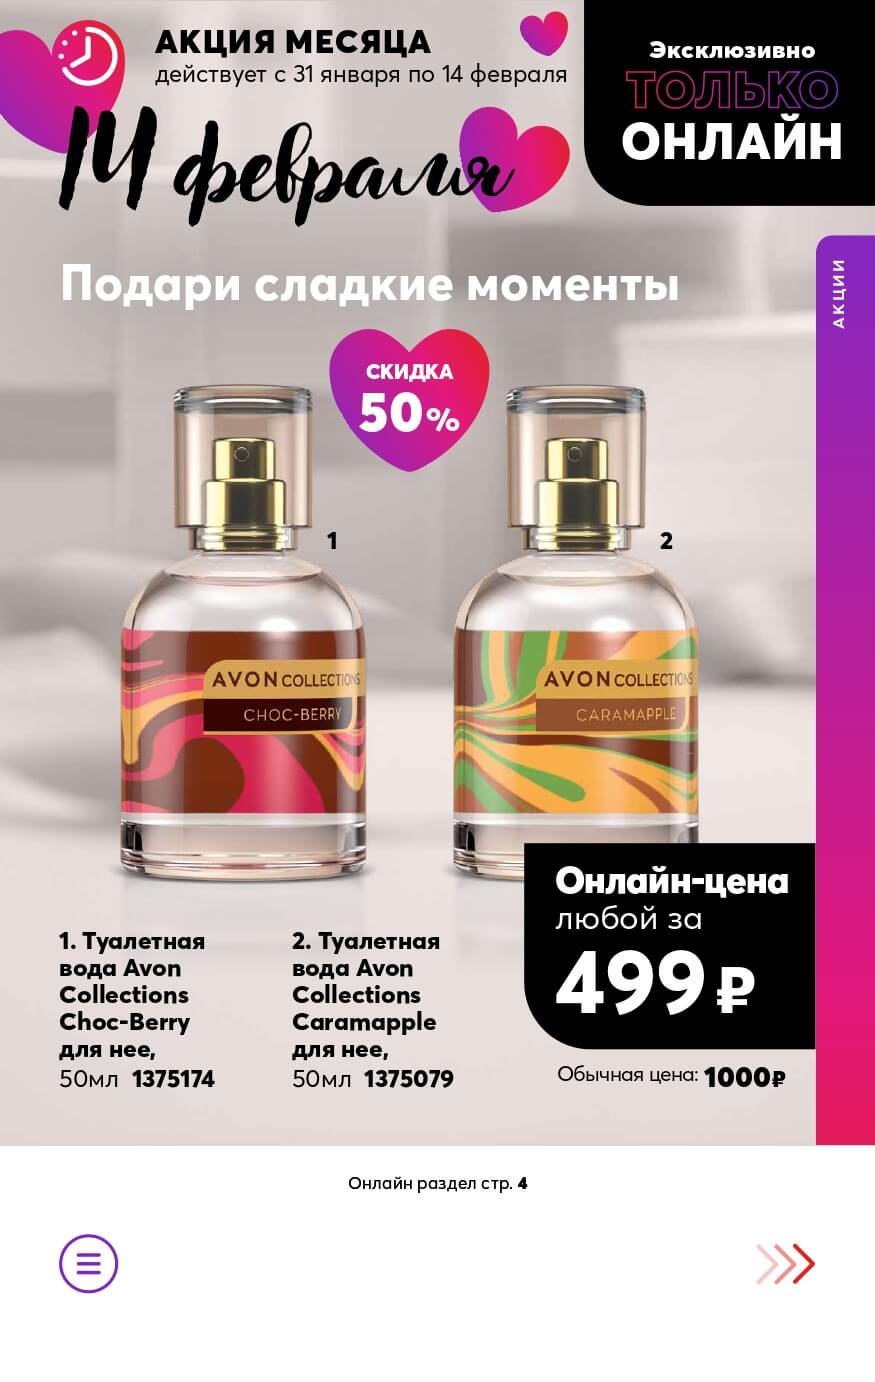 АКЦИЯ МЕСЯЦА
действует с 31 января по 14 февраля
14 февраля
Эксклюзивно
ТОЛЬКО
ОНЛАЙН
АКЦИИ
Подари сладкие моменты
СКИДКА
50%
1
2
AVON COLLECTIONS
CHOC-BERRY
AVON COLLECTIONS
CARAMAPPLE
1. Туалетная
вода Avon
Collections
Choc-Berry
для нее,
50мл 1375174
2. Туалетная
вода Avon
Collections
Caramapple
для нее,
50мл 1375079
Онлайн-цена
любой за
499 ₽
Обычная цена: 1000₽
Онлайн раздел стр. 4